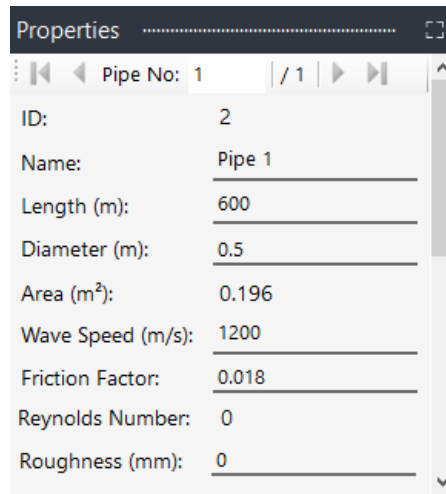 Properties
Pipe No: 1 / 1
ID: 2
Name: Pipe 1
Length (m): 600
Diameter (m): 0.5
Area (m²): 0.196
Wave Speed (m/s): 1200
Friction Factor: 0.018
Reynolds Number: 0
Roughness (mm): 0